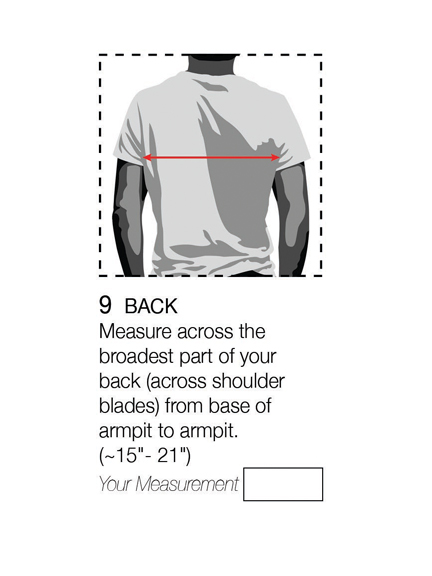 9 BACK
Measure across the
broadest part of your
back (across shoulder
blades) from base of
armpit to armpit.
(~15"- 21")
Your Measurement